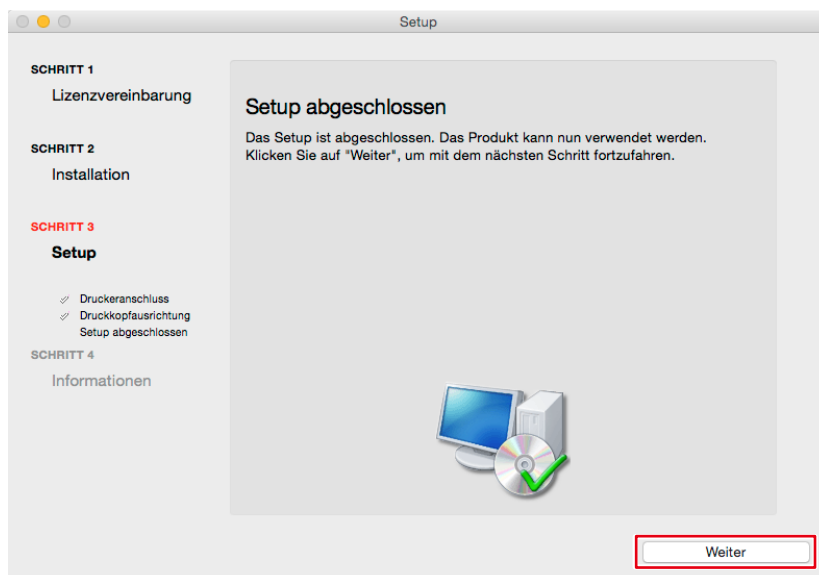 Setup
SCHRITT 1
Lizenzvereinbarung
SCHRITT 2
Installation
SCHRITT 3
Setup
Druckeranschluss
Druckkopfausrichtung
Setup abgeschlossen
SCHRITT 4
Informationen
Setup abgeschlossen
Das Setup ist abgeschlossen. Das Produkt kann nun verwendet werden.
Klicken Sie auf "Weiter", um mit dem nächsten Schritt fortzufahren.
Weiter